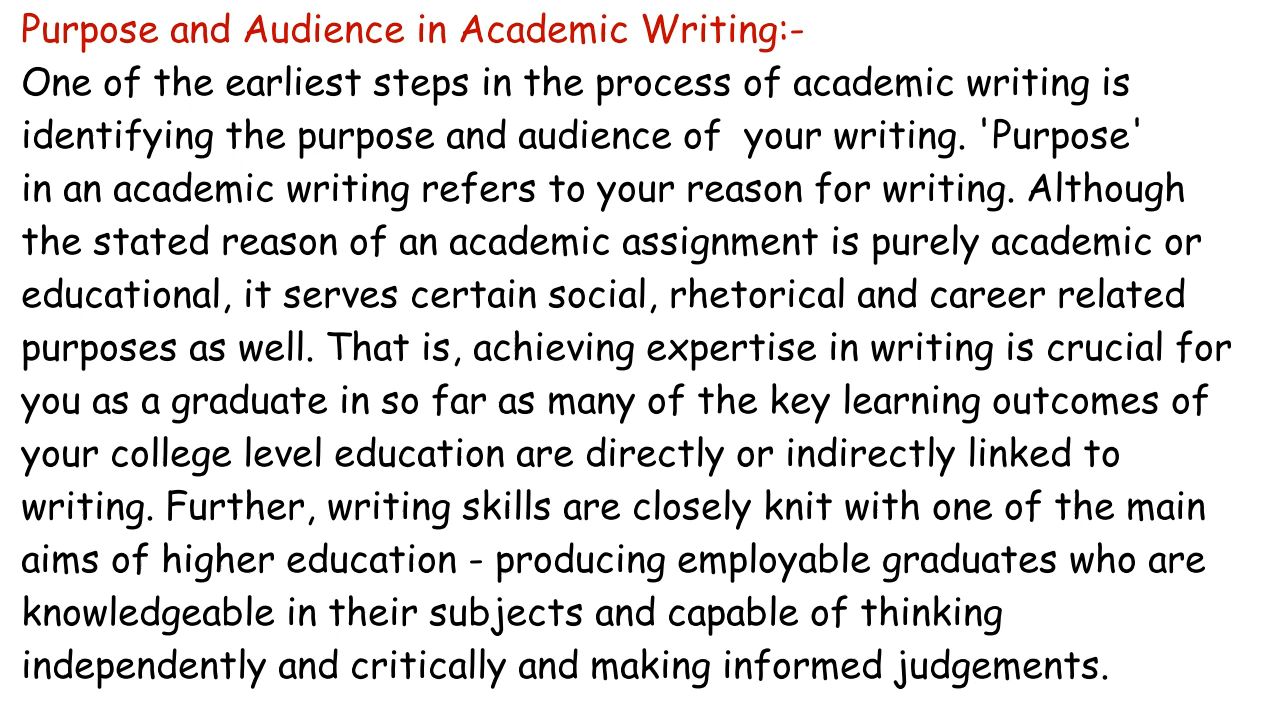 Purpose and Audience in Academic Writing:-
One of the earliest steps in the process of academic writing is
identifying the purpose and audience of  your writing. 'Purpose'
in an academic writing refers to your reason for writing. Although
the stated reason of an academic assignment is purely academic or
educational, it serves certain social, rhetorical and career related
purposes as well. That is, achieving expertise in writing is crucial for
you as a graduate in so far as many of the key learning outcomes of
your college level education are directly or indirectly linked to
writing. Further, writing skills are closely knit with one of the main
aims of higher education - producing employable graduates who are
knowledgeable in their subjects and capable of thinking
independently and critically and making informed judgements.